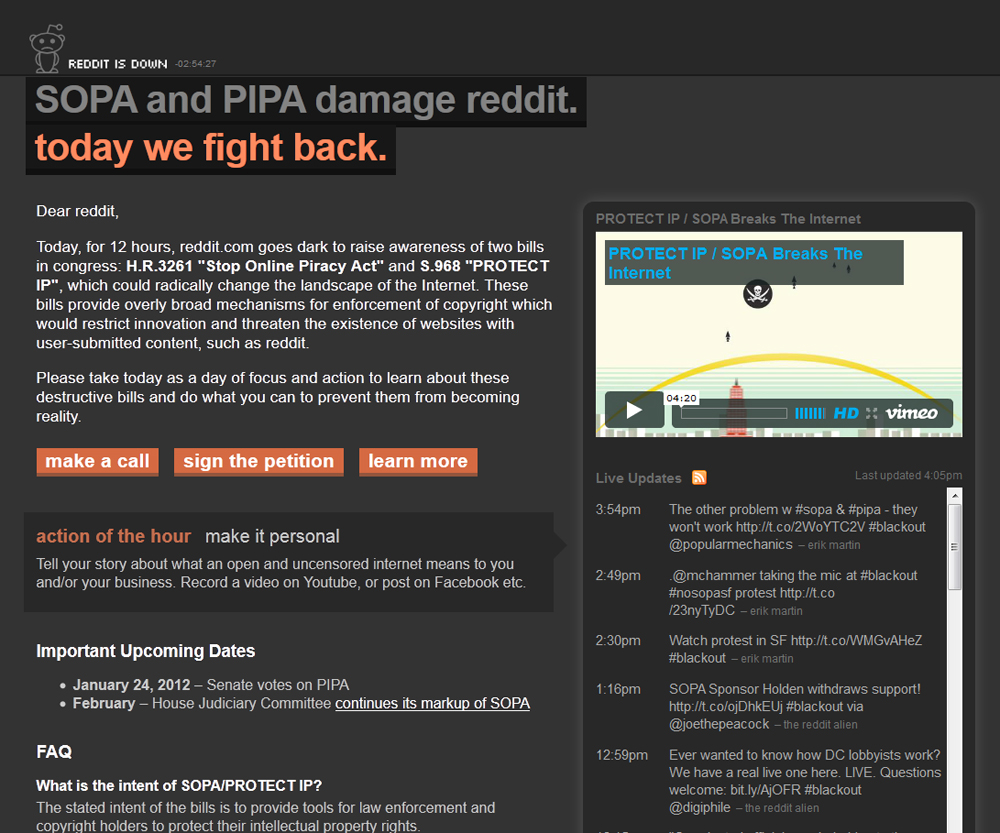 REDDIT IS DOWN -02:54:27
SOPA and PIPA damage reddit.
today we fight back.
Dear reddit,
Today, for 12 hours, reddit.com goes dark to raise awareness of two bills
in congress: H.R.3261 "Stop Online Piracy Act" and S.968 "PROTECT
IP", which could radically change the landscape of the Internet. These
bills provide overly broad mechanisms for enforcement of copyright which
would restrict innovation and threaten the existence of websites with
user-submitted content, such as reddit.
Please take today as a day of focus and action to learn about these
destructive bills and do what you can to prevent them from becoming
reality.
make a call sign the petition learn more
action of the hour make it personal
Tell your story about what an open and uncensored internet means to you
and/or your business. Record a video on Youtube, or post on Facebook etc.
Important Upcoming Dates
• January 24, 2012 – Senate votes on PIPA
• February – House Judiciary Committee continues its markup of SOPA
FAQ
What is the intent of SOPA/PROTECT IP?
The stated intent of the bills is to provide tools for law enforcement and
copyright holders to protect their intellectual property rights.
PROTECT IP / SOPA Breaks The Internet
PROTECT IP / SOPA Breaks The
Internet
04:20
HD vimeo
Live Updates Last updated 4:05pm
3:54pm The other problem w #sopa & #pipa - they
won't work http://t.co/2WoYTC2V #blackout
@popularmechanics – erik martin
2:49pm .@mchammer taking the mic at #blackout
#nosopasf protest http://t.co
/23nyTyDC – erik martin
2:30pm Watch protest in SF http://t.co/WMGvAHeZ
#blackout – erik martin
1:16pm SOPA Sponsor Holden withdraws support!
http://t.co/ojDhkEUj #blackout via
@joethepeacock – the reddit alien
12:59pm Ever wanted to know how DC lobbyists work?
We have a real live one here. LIVE. Questions
welcome: bit.ly/AjOFR #blackout
@digiphile – the reddit alien